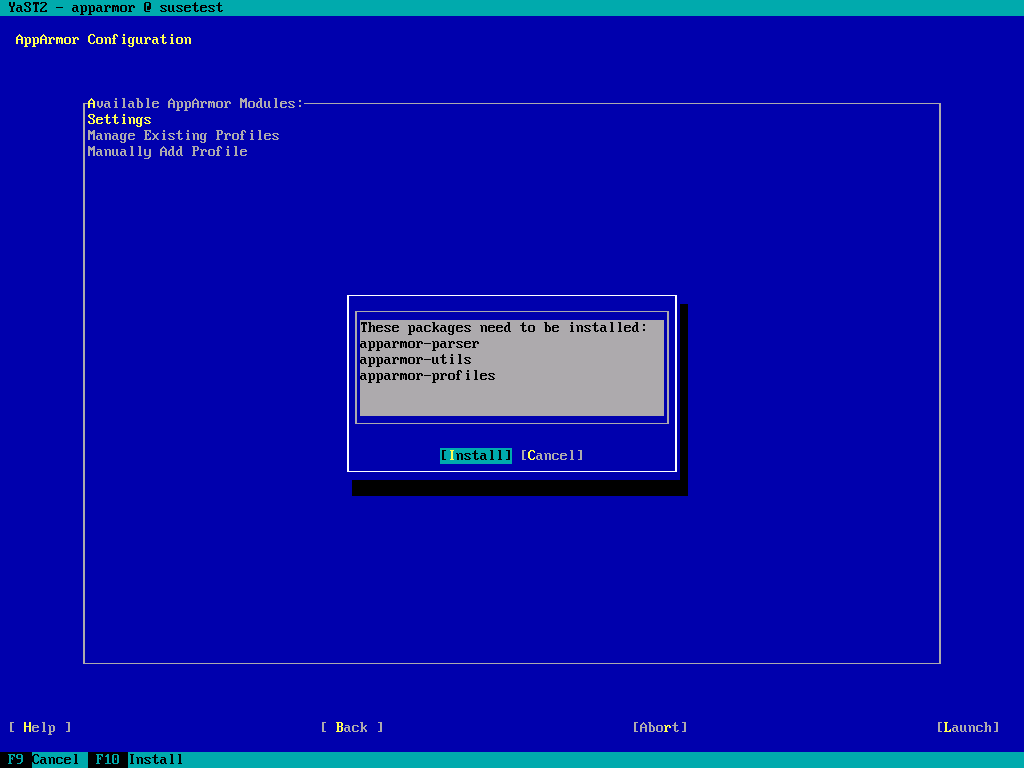 YaST2 - apparmor @ susetest
AppArmor Configuration
Available AppArmor Modules:
Settings
Manage Existing Profiles
Manually Add Profile
These packages need to be installed:
apparmor-parser
apparmor-utils
apparmor-profiles
[Install] [Cancel]
[ Help ] [ Back ] [Abort] [Launch]
F9 Cancel F10 Install